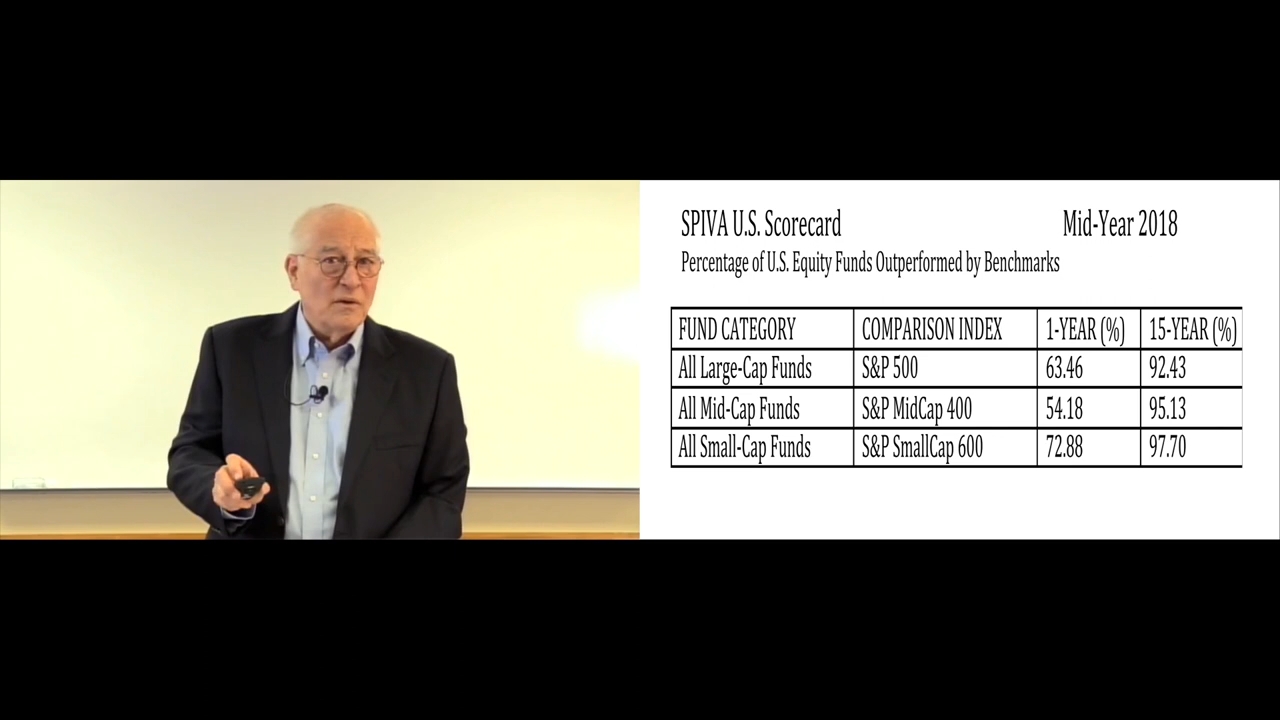 SPIVA U.S. Scorecard Mid-Year 2018
Percentage of U.S. Equity Funds Outperformed by Benchmarks
FUND CATEGORY COMPARISON INDEX 1-YEAR (%) 15-YEAR (%)
All Large-Cap Funds S&P 500 63.46 92.43
All Mid-Cap Funds S&P MidCap 400 54.18 95.13
All Small-Cap Funds S&P SmallCap 600 72.88 97.70